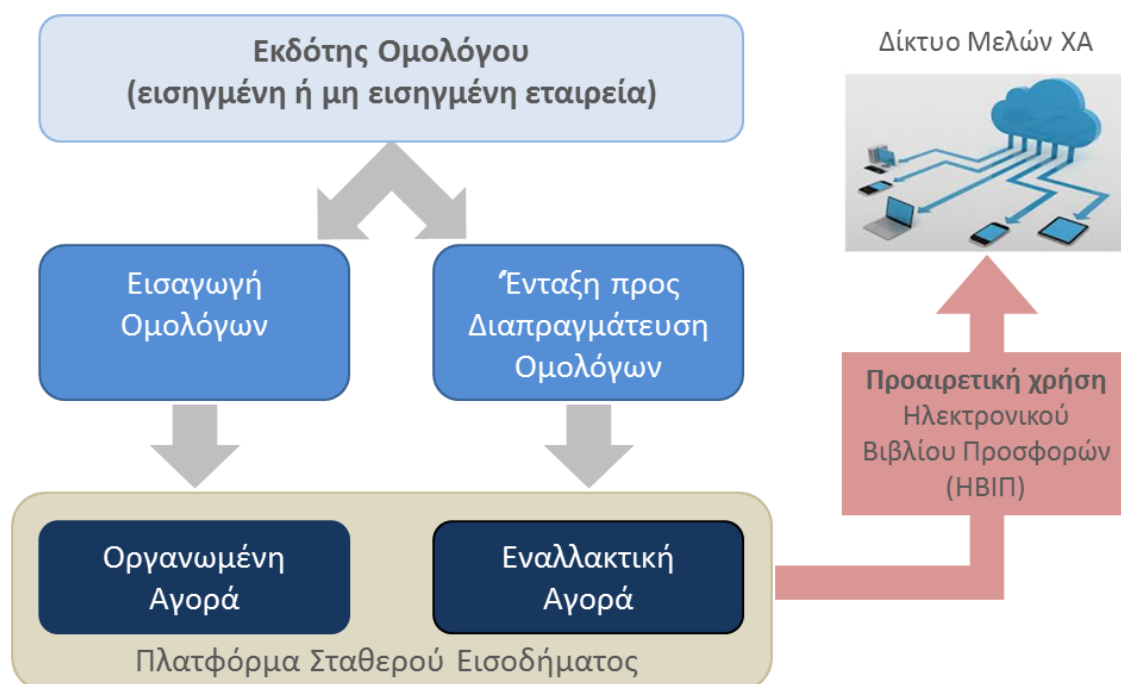 Εκδότης Ομολόγου
(εισηγμένη ή μη εισηγμένη εταιρεία)
Δίκτυο Μελών ΧΑ
Εισαγωγή
Ομολόγων
Ένταξη προς
Διαπραγμάτευση
Ομολόγων
Προαιρετική χρήση
Ηλεκτρονικού
Βιβλίου Προσφορών
(ΗΒΙΠ)
Οργανωμένη
Αγορά
Εναλλακτική
Αγορά
Πλατφόρμα Σταθερού Εισοδήματος